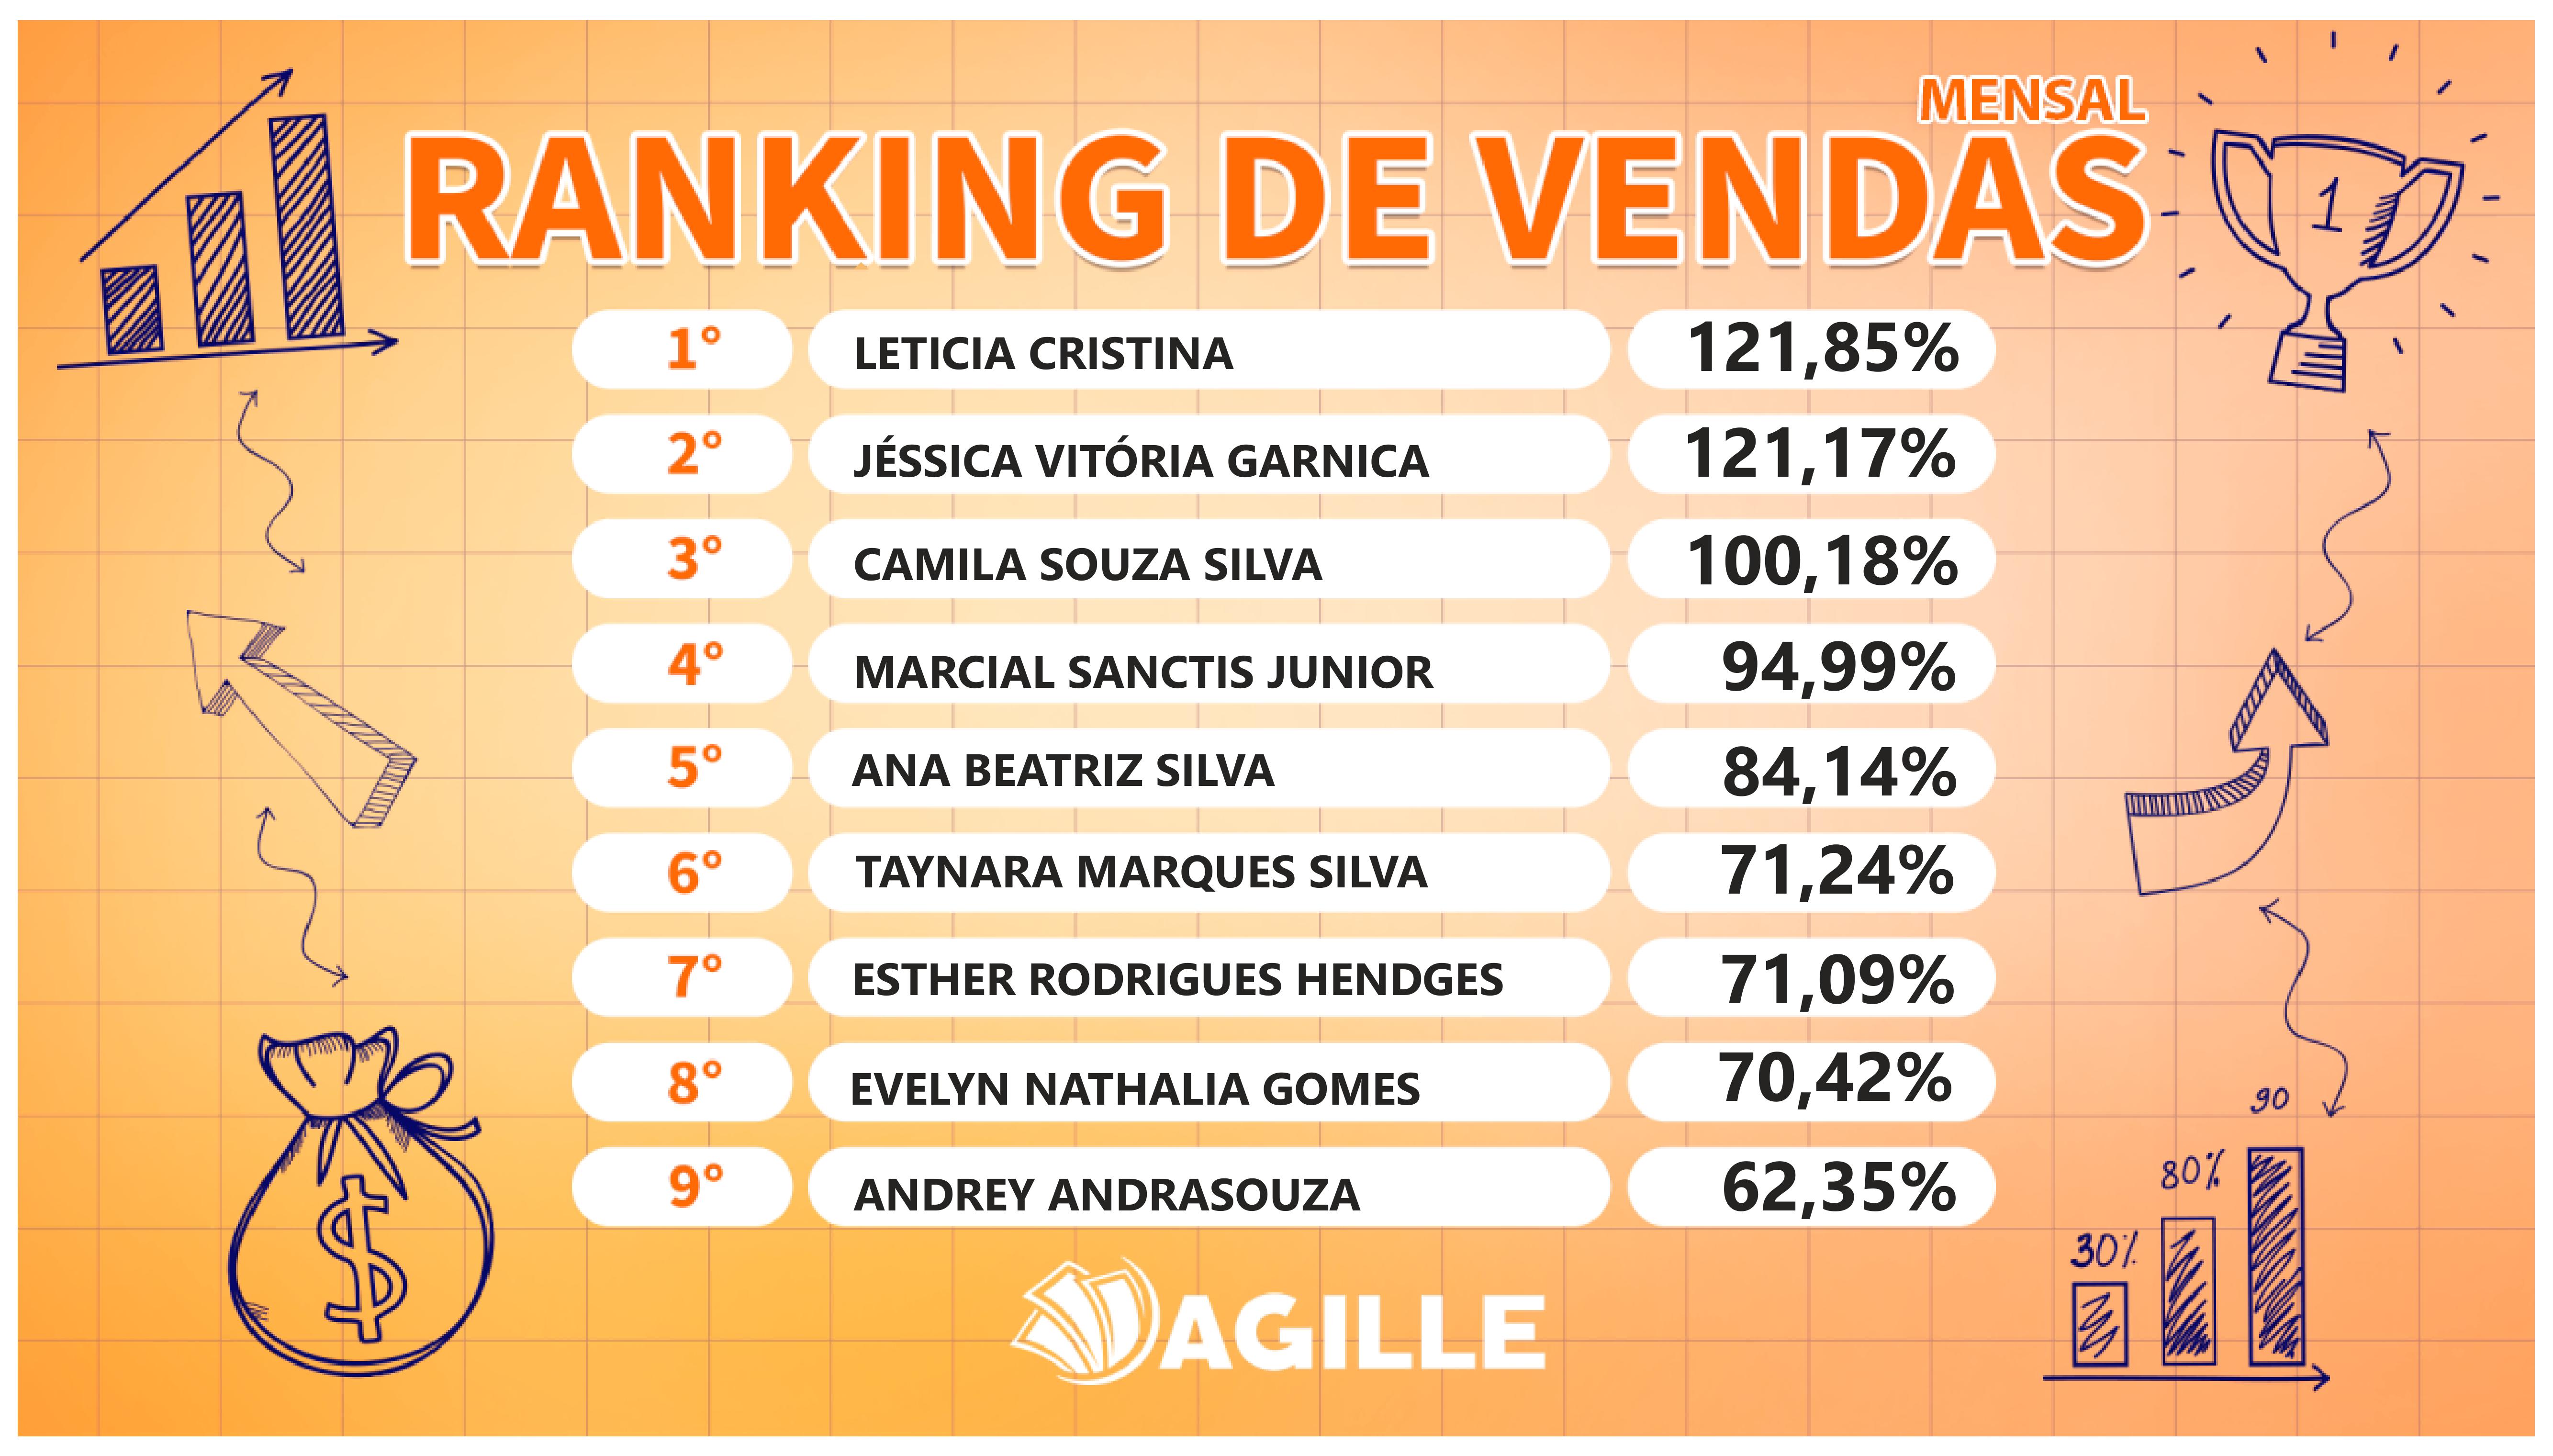 MENSAL
RANKING DE VENDAS
1° LETICIA CRISTINA 121,85%
2° JÉSSICA VITÓRIA GARNICA 121,17%
3° CAMILA SOUZA SILVA 100,18%
4° MARCIAL SANCTIS JUNIOR 94,99%
5° ANA BEATRIZ SILVA 84,14%
6° TAYNARA MARQUES SILVA 71,24%
7° ESTHER RODRIGUES HENDGES 71,09%
8° EVELYN NATHALIA GOMES 70,42%
9° ANDREY ANDRASOUZA 62,35%
AGILLE
1
$
30% 80% 90